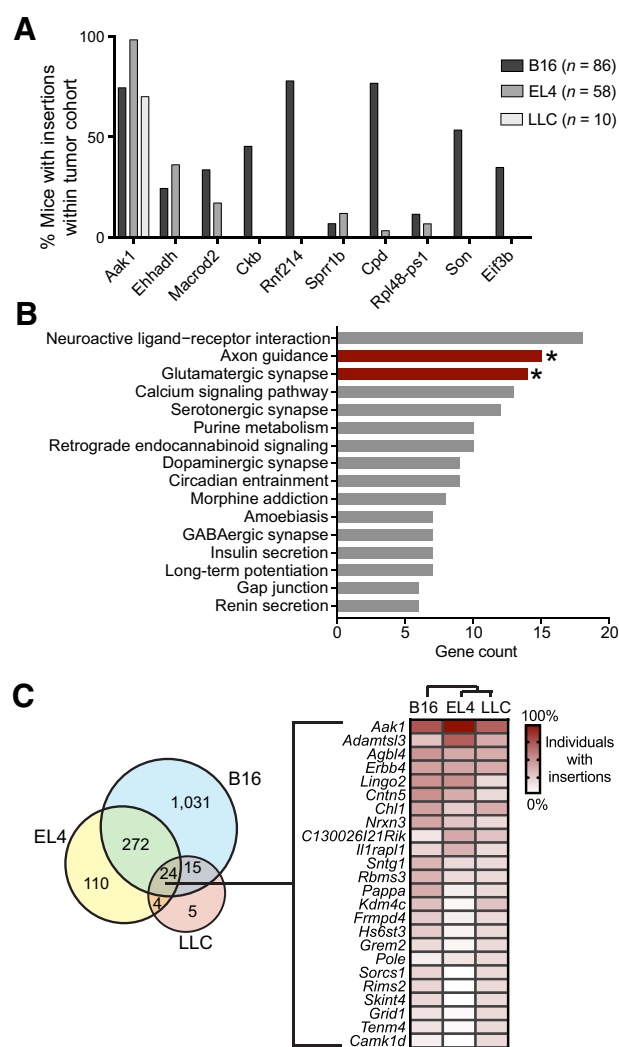 A
% Mice with insertions
within tumor cohort
100
50
0
B16 (n = 86)
EL4 (n = 58)
LLC (n = 10)
Aak1
Ehhadh
Macrod2
Ckb
Rnf214
Sprr1b
Cpd
Rpl48-ps1
Son
Eif3b
B
Neuroactive ligand−receptor interaction
Axon guidance *
Glutamatergic synapse *
Calcium signaling pathway
Serotonergic synapse
Purine metabolism
Retrograde endocannabinoid signaling
Dopaminergic synapse
Circadian entrainment
Morphine addiction
Amoebiasis
GABAergic synapse
Insulin secretion
Long-term potentiation
Gap junction
Renin secretion
0 5 10 15 20
Gene count
C
B16
EL4
LLC
1,031
272
24
15
110
4
5
B16 EL4 LLC
Aak1
Adamtsl3
Agbl4
Erbb4
Lingo2
Cntn5
Chl1
Nrxn3
C130026I21Rik
Il1rapl1
Sntg1
Rbms3
Pappa
Kdm4c
Frmpd4
Hs6st3
Grem2
Pole
Sorcs1
Rims2
Skint4
Grid1
Tenm4
Camk1d
100%
Individuals
with
insertions
0%